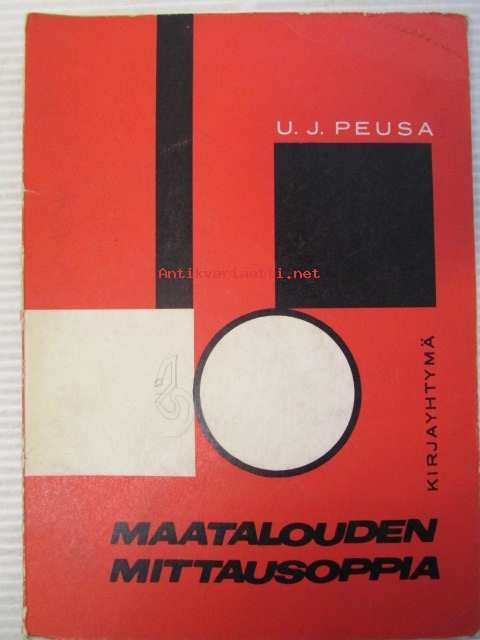 U. J. PEUSA
Antikvariaatti.net
KIRJAYHTYMÄ
MAATALOUDEN
MITTAUSOPPIA